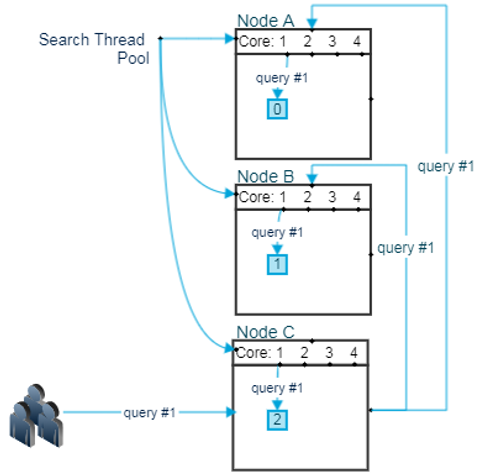 Node A
Search Thread
Pool
Core: 1 2 3 4
query #1
0
query #1
Node B
Core: 1 2 3 4
query #1
query #1
1
Node C
Core: 1 2 3 4
query #1
query #1
2